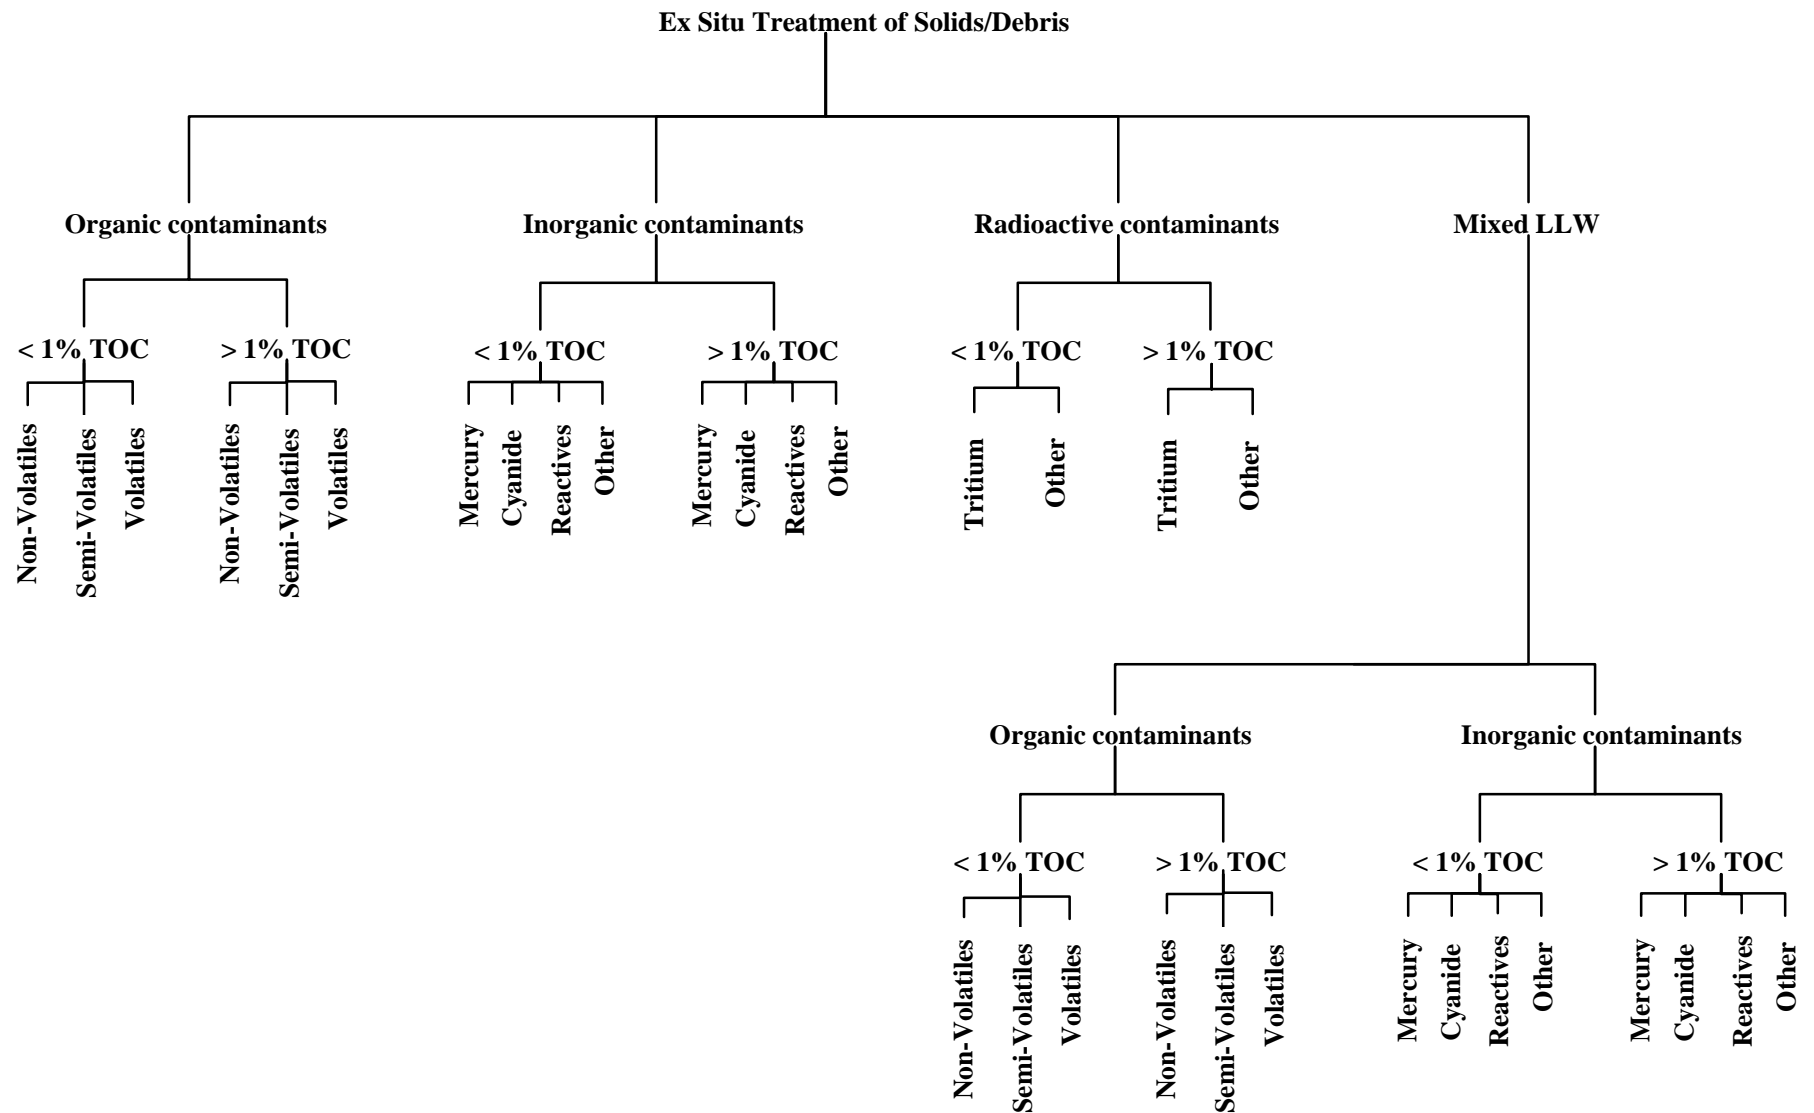 Ex Situ Treatment of Solids/Debris
Organic contaminants
Inorganic contaminants
Radioactive contaminants
Mixed LLW
< 1% TOC
> 1% TOC
< 1% TOC
> 1% TOC
< 1% TOC
> 1% TOC
Non-Volatiles
Semi-Volatiles
Volatiles
Non-Volatiles
Semi-Volatiles
Volatiles
Mercury
Cyanide
Reactives
Other
Mercury
Cyanide
Reactives
Other
Tritium
Other
Tritium
Other
Organic contaminants
Inorganic contaminants
< 1% TOC
> 1% TOC
< 1% TOC
> 1% TOC
Non-Volatiles
Semi-Volatiles
Volatiles
Non-Volatiles
Semi-Volatiles
Volatiles
Mercury
Cyanide
Reactives
Other
Mercury
Cyanide
Reactives
Other